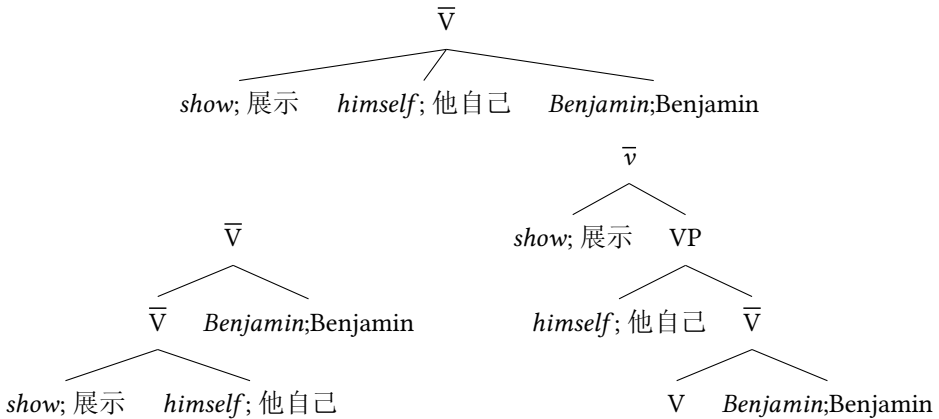 V̅
show; 展示 himself; 他自己 Benjamin;Benjamin
v̅
V̅ show; 展示 VP
V̅ Benjamin;Benjamin himself; 他自己 V̅
show; 展示 himself; 他自己 V Benjamin;Benjamin